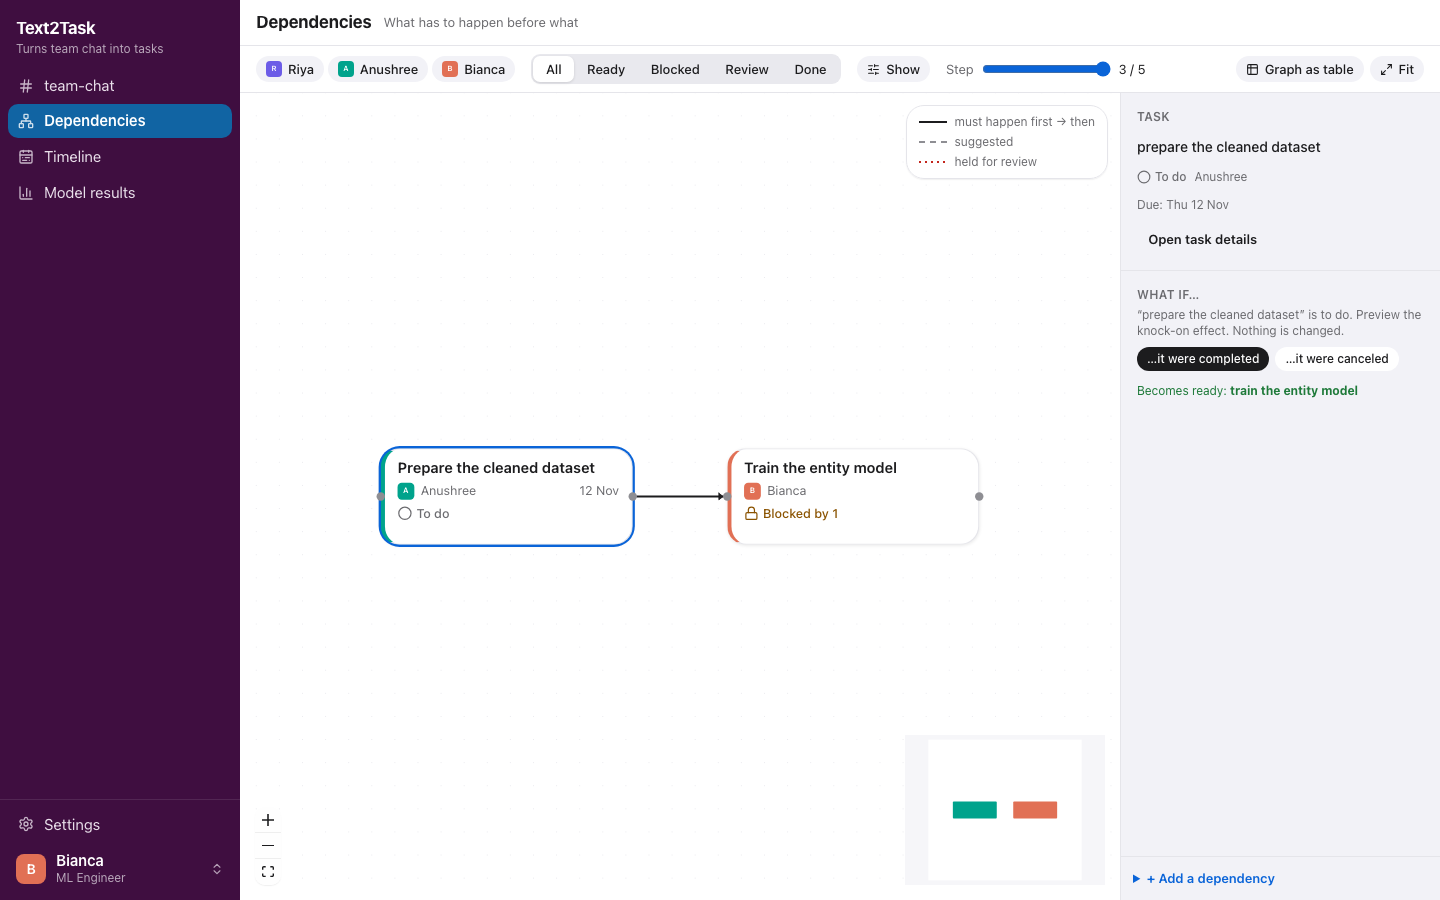 Text2Task
Turns team chat into tasks
team-chat
Dependencies
Timeline
Model results
Settings
B
Bianca
ML Engineer
Dependencies
What has to happen before what
R Riya
A Anushree
B Bianca
All
Ready
Blocked
Review
Done
Show
Step
3 / 5
Graph as table
Fit
must happen first → then
suggested
held for review
Prepare the cleaned dataset
A Anushree 12 Nov
To do
Train the entity model
B Bianca
Blocked by 1
TASK
prepare the cleaned dataset
To do Anushree
Due: Thu 12 Nov
Open task details
WHAT IF...
“prepare the cleaned dataset” is to do. Preview the
knock-on effect. Nothing is changed.
...it were completed
...it were canceled
Becomes ready: train the entity model
+ Add a dependency